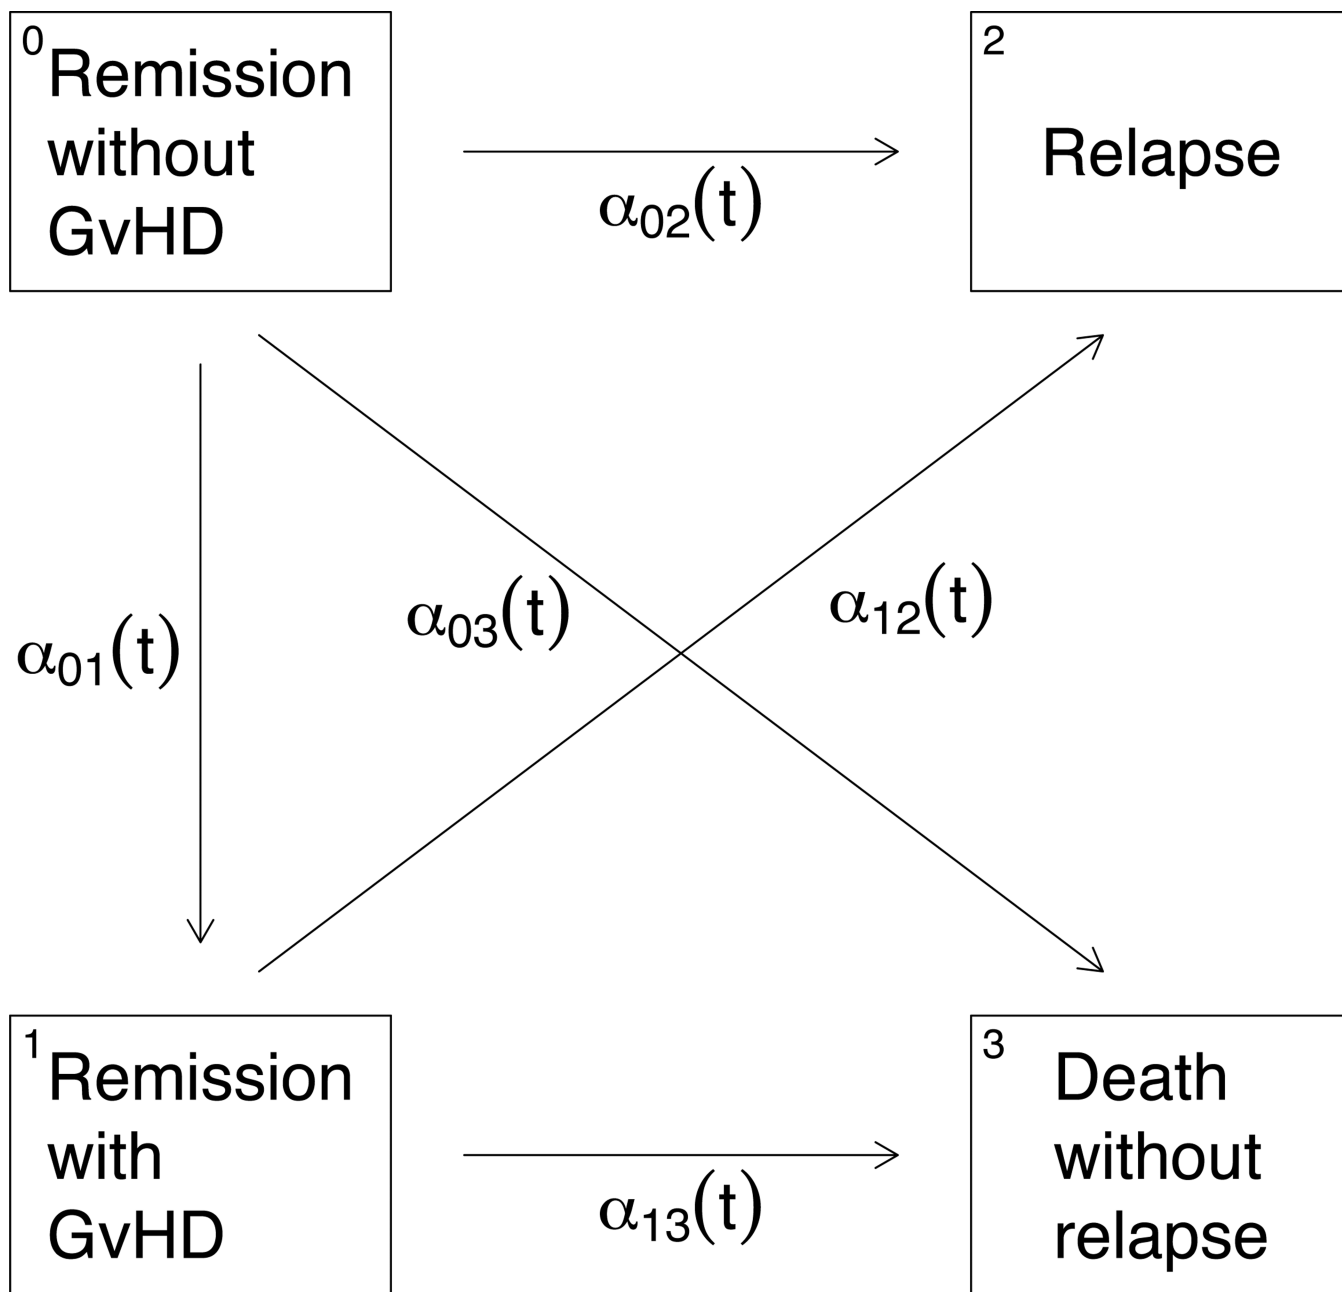 0
Remission
without
GvHD
α02(t)
2
Relapse
α01(t)
α03(t)
α12(t)
1
Remission
with
GvHD
α13(t)
3
Death
without
relapse